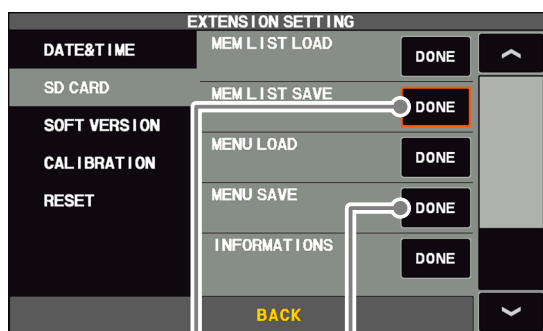 EXTENSION SETTING
DATE&TIME
MEM LIST LOAD
DONE
SD CARD
MEM LIST SAVE
DONE
SOFT VERSION
MENU LOAD
DONE
CALIBRATION
RESET
MENU SAVE
DONE
INFORMATIONS
DONE
BACK